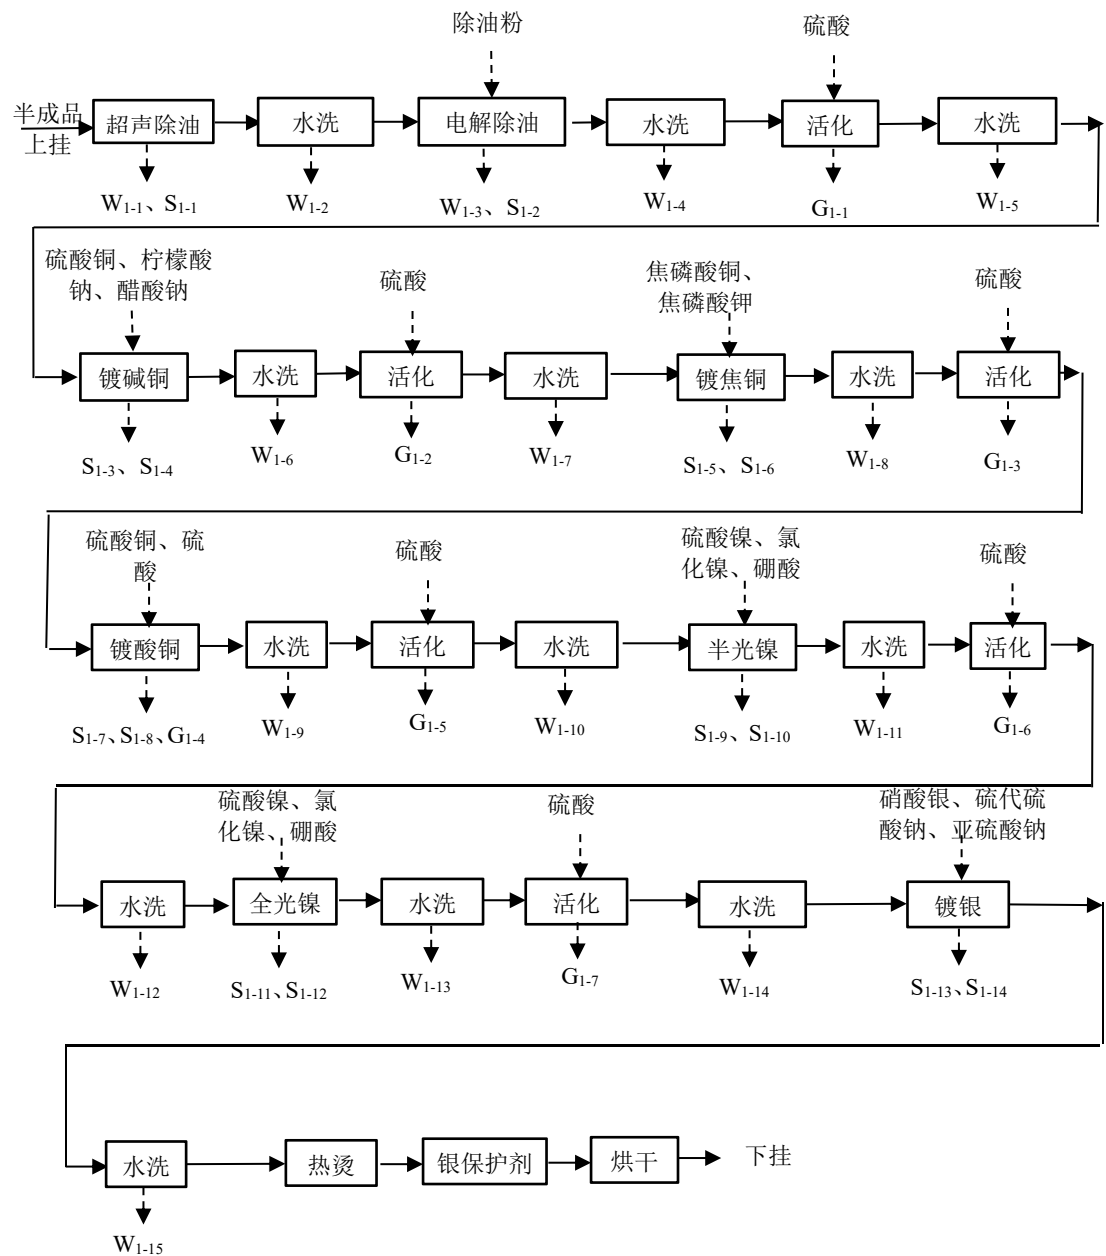 除油粉
硫酸
半成品
上挂
超声除油
水洗
电解除油
水洗
活化
水洗
W1-1、S1-1
W1-2
W1-3、S1-2
W1-4
G1-1
W1-5
硫酸铜、柠檬酸
钠、醋酸钠
硫酸
焦磷酸铜、
焦磷酸钾
硫酸
镀碱铜
水洗
活化
水洗
镀焦铜
水洗
活化
S1-3、S1-4
W1-6
G1-2
W1-7
S1-5、S1-6
W1-8
G1-3
硫酸铜、硫
酸
硫酸
硫酸镍、氯
化镍、硼酸
硫酸
镀酸铜
水洗
活化
水洗
半光镍
水洗
活化
S1-7、S1-8、G1-4
W1-9
G1-5
W1-10
S1-9、S1-10
W1-11
G1-6
硫酸镍、氯
化镍、硼酸
硫酸
硝酸银、硫代硫
酸钠、亚硫酸钠
水洗
全光镍
水洗
活化
水洗
镀银
W1-12
S1-11、S1-12
W1-13
G1-7
W1-14
S1-13、S1-14
水洗
热烫
银保护剂
烘干
下挂
W1-15